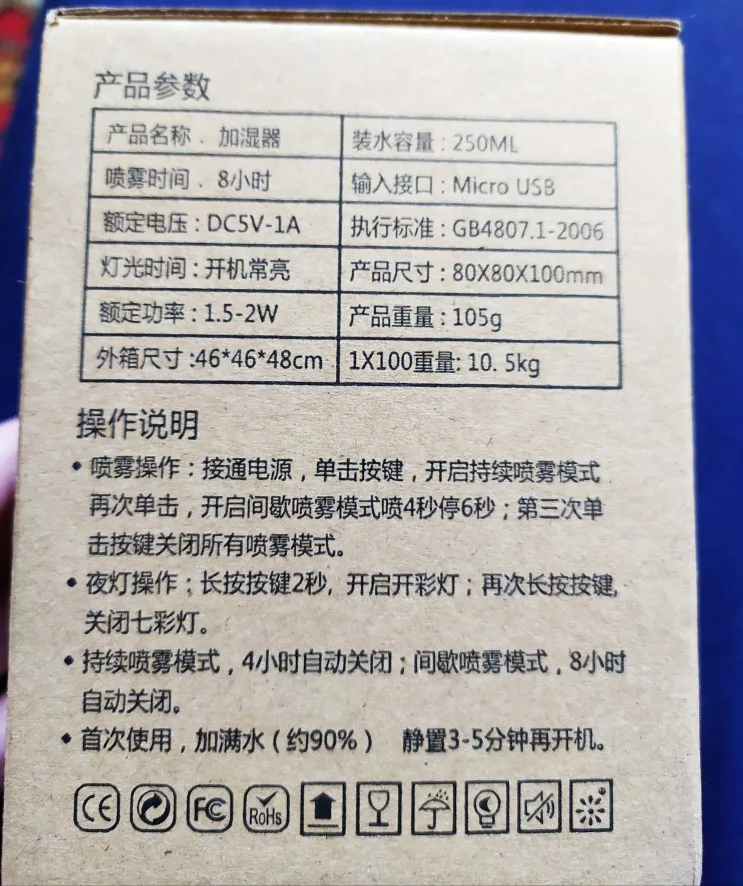 产品参数
产品名称、加湿器
装水容量:250ML
喷雾时间、8小时
输入接口:Micro USB
额定电压:DC5V-1A
执行标准:GB4807.1-2006
灯光时间:开机常亮
产品尺寸:80X80X100mm
额定功率:1.5-2W
产品重量:105g
外箱尺寸:46*46*48cm
1X100重量:10.5kg
操作说明
•喷雾操作:接通电源,单击按键,开启持续喷雾模式
再次单击,开启间歇喷雾模式喷4秒停6秒;第三次单
击按键关闭所有喷雾模式。
•夜灯操作;长按按键2秒,开启开彩灯;再次长按按键,
关闭七彩灯。
•持续喷雾模式,4小时自动关闭;间歇喷雾模式,8小时
自动关闭。
•首次使用,加满水(约90%) 静置3-5分钟再开机。
CE FC RoHs